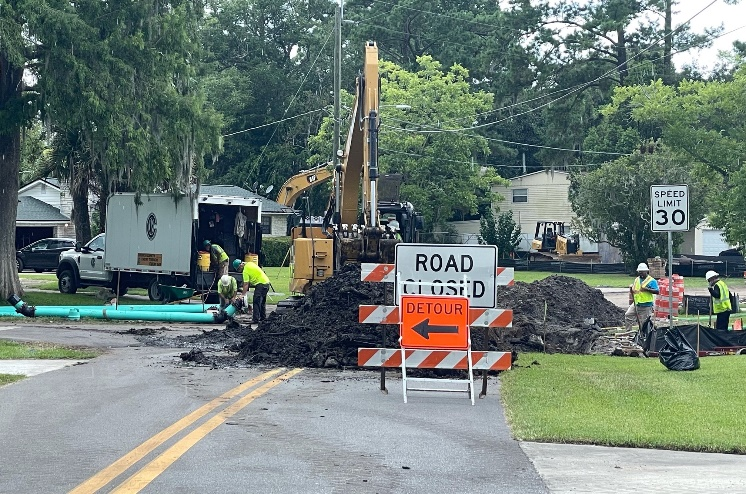 SPEED
LIMIT
30
ROAD
CLOSED
DETOUR